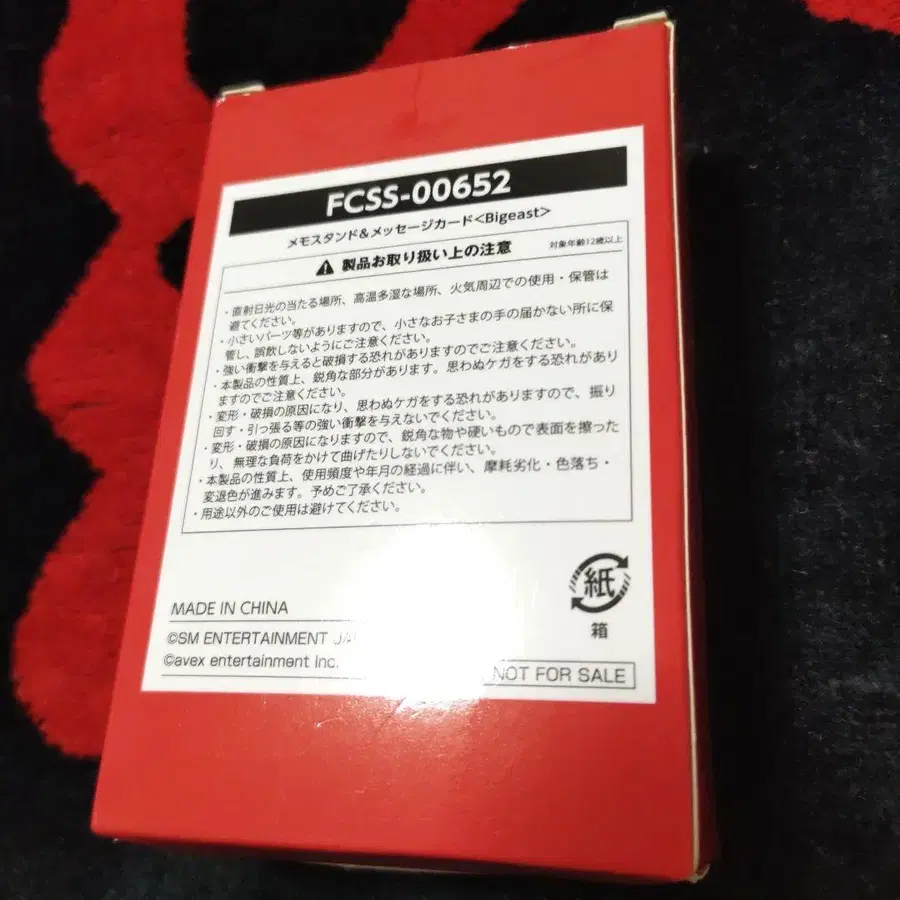 FCSS-00652
メモスタンド&メッセージカード<Bigeast>
⚠ 製品お取り扱い上の注意 対象年齢12歳以上
・直射日光の当たる場所、高温多湿な場所、火気周辺での使用・保管は
避けてください。
・小さいパーツ等がありますので、小さなお子さまの手の届かない所に保
管し、誤飲しないようにご注意ください。
・強い衝撃を与えると破損する恐れがありますのでご注意ください。
・本製品の性質上、鋭角な部分があります。思わぬケガをする恐れがあり
ますのでご注意ください。
・変形・破損の原因になり、思わぬケガをする恐れがありますので、振り
回す・引っ張る等の強い衝撃を与えないでください。
・変形・破損の原因になりますので、鋭角な物や硬いもので表面を擦った
り、無理な負荷をかけて曲げたりしないでください。
・本製品の性質上、使用頻度や年月の経過に伴い、摩耗劣化・色落ち・
変退色が進みます。予めご了承ください。
・用途以外のご使用は避けてください。
紙
箱
MADE IN CHINA
©SM ENTERTAINMENT
©avex entertainment Inc.
NOT FOR SALE